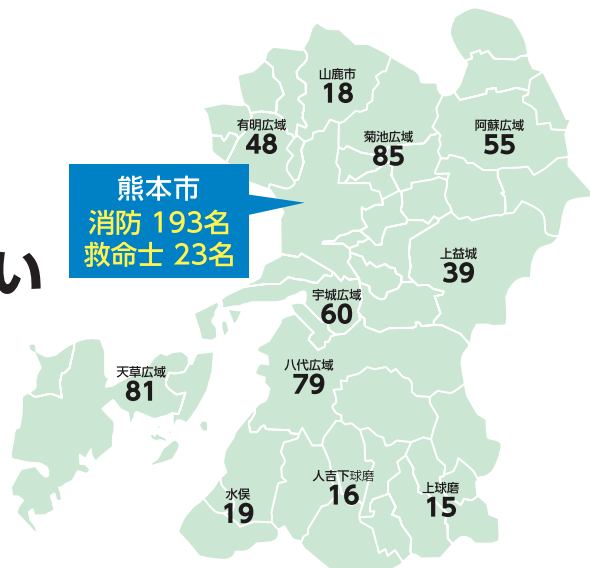 山鹿市
18
有明広域
48
菊池広域
85
阿蘇広域
55
熊本市
消防 193名
救命士 23名
い
上益城
39
宇城広域
60
八代広域
79
天草広域
81
人吉下球磨
16
水俣
19
上球磨
15